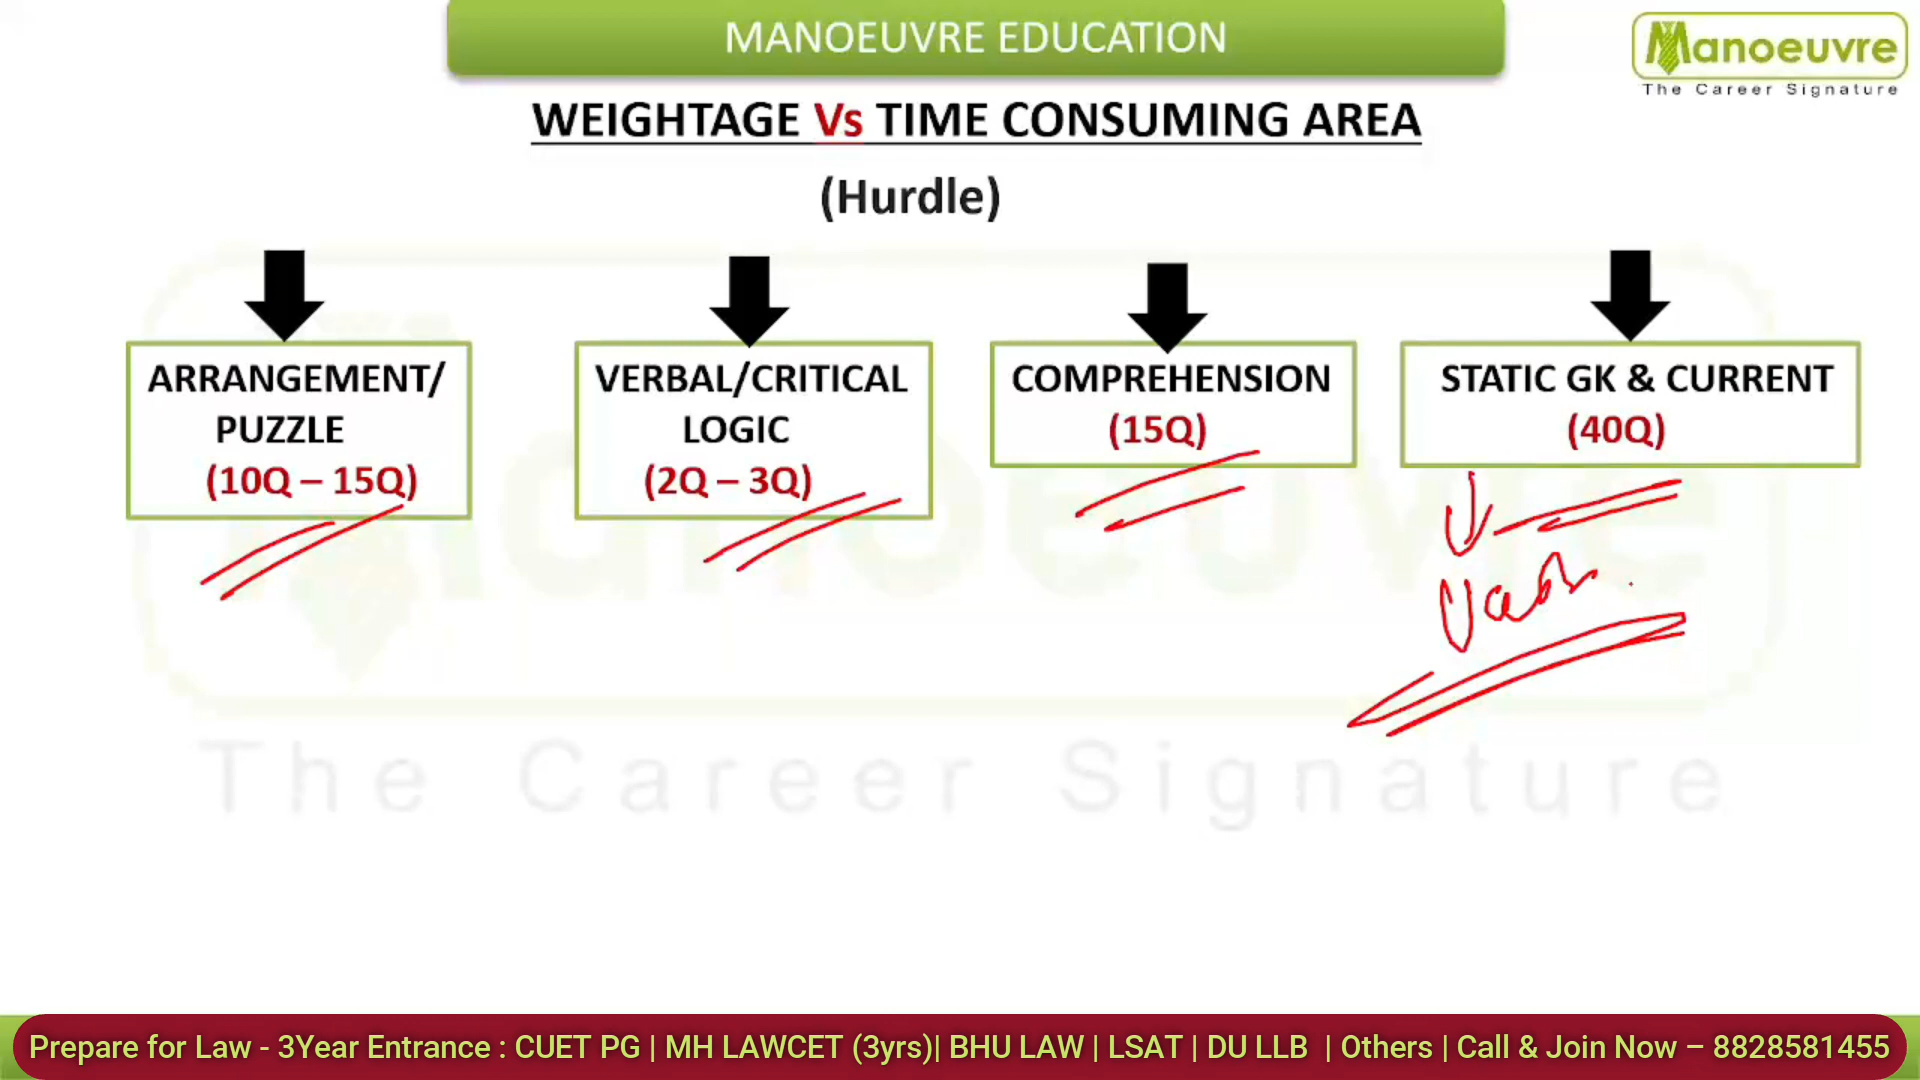 MANOEUVRE EDUCATION
Manoeuvre
The Career Signature
WEIGHTAGE Vs TIME CONSUMING AREA
(Hurdle)
ARRANGEMENT/
PUZZLE
(10Q – 15Q)
VERBAL/CRITICAL
LOGIC
(2Q – 3Q)
COMPREHENSION
(15Q)
STATIC GK & CURRENT
(40Q)
Manoeuvre
The Career Signature
Prepare for Law - 3Year Entrance : CUET PG | MH LAWCET (3yrs)| BHU LAW | LSAT | DU LLB | Others | Call & Join Now – 8828581455